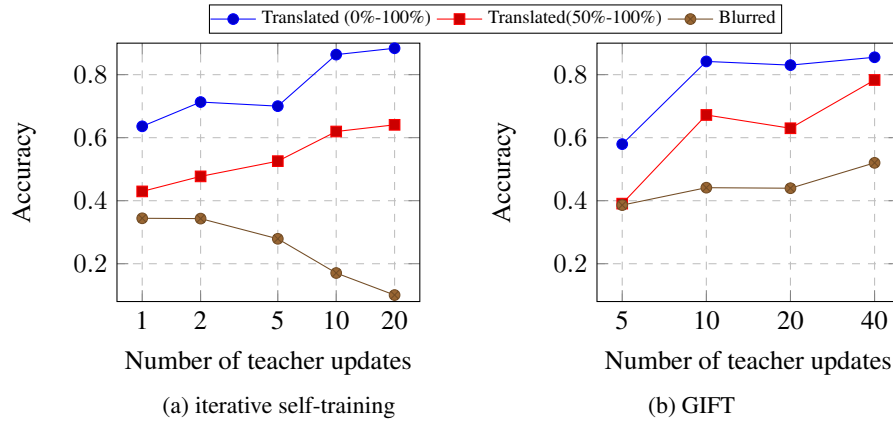 Translated (0%-100%) Translated(50%-100%) Blurred
0.8
0.6
0.4
0.2
Accuracy
1 2 5 10 20
Number of teacher updates
(a) iterative self-training
0.8
0.6
0.4
0.2
Accuracy
5 10 20 40
Number of teacher updates
(b) GIFT